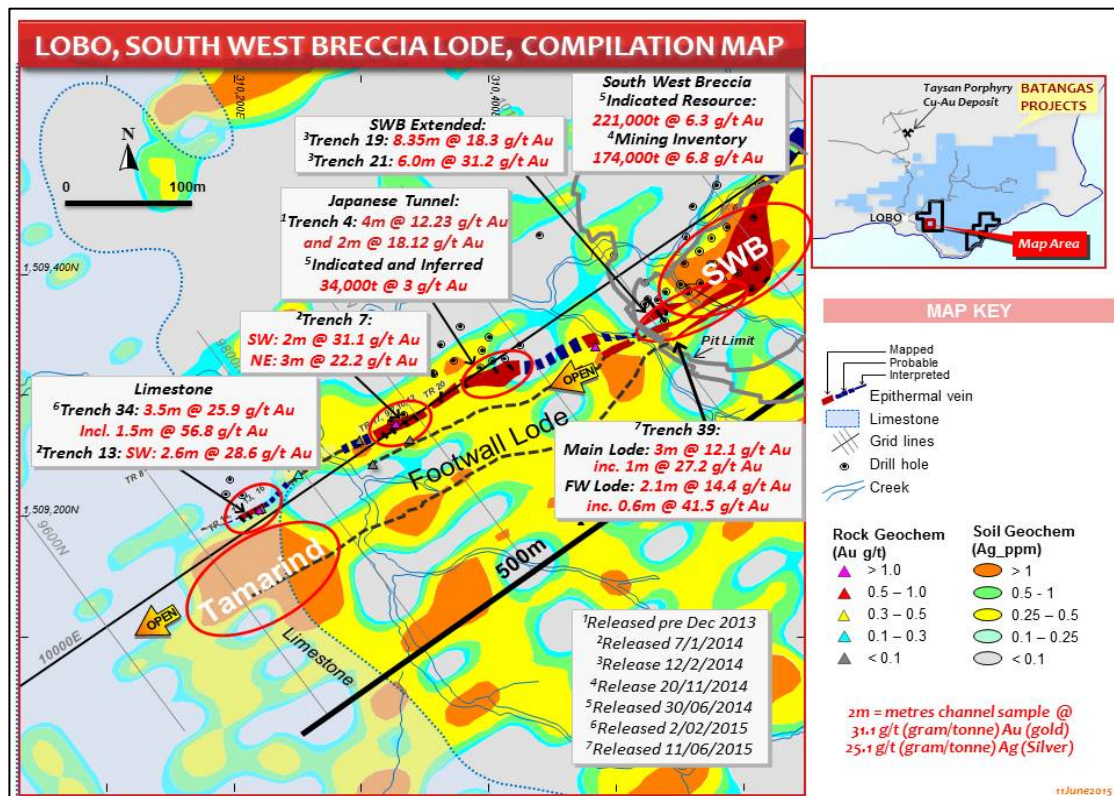 LOBO, SOUTH WEST BRECCIA LODE, COMPILATION MAP
310,200E
310,400E
N
0 100m
SWB Extended:
³Trench 19: 8.35m @ 18.3 g/t Au
³Trench 21: 6.0m @ 31.2 g/t Au
South West Breccia
⁵Indicated Resource:
221,000t @ 6.3 g/t Au
⁴Mining Inventory
174,000t @ 6.8 g/t Au
Japanese Tunnel:
¹Trench 4: 4m @ 12.23 g/t Au
and 2m @ 18.12 g/t Au
⁵Indicated and Inferred
34,000t @ 3 g/t Au
1,509,400
SWB
²Trench 7:
SW: 2m @ 31.1 g/t Au
NE: 3m @ 22.2 g/t Au
9800N
Pit Limit
OPEN
TR 20
Limestone
⁶Trench 34: 3.5m @ 25.9 g/t Au
Incl. 1.5m @ 56.8 g/t Au
²Trench 13: SW: 2.6m @ 28.6 g/t Au
Footwall Lode
⁷Trench 39:
Main Lode: 3m @ 12.1 g/t Au
inc. 1m @ 27.2 g/t Au
FW Lode: 2.1m @ 14.4 g/t Au
inc. 0.6m @ 41.5 g/t Au
TR 8
1,509,200
9600N
Tamarind
500m
OPEN
10000E
Limestone
¹Released pre Dec 2013
²Released 7/1/2014
³Release 12/2/2014
⁴Release 20/11/2014
⁵Released 30/06/2014
⁶Released 2/02/2015
⁷Released 11/06/2015
Taysan Porphyry
Cu-Au Deposit
BATANGAS
PROJECTS
LOBO
Map Area
MAP KEY
Mapped
Probable
Interpreted
Epithermal vein
Limestone
Grid lines
Drill hole
Creek
Rock Geochem
(Au g/t)
> 1.0
0.5 – 1.0
0.3 – 0.5
0.1 – 0.3
< 0.1
Soil Geochem
(Ag_ppm)
> 1
0.5 - 1
0.25 – 0.5
0.1 – 0.25
< 0.1
2m = metres channel sample @
31.1 g/t (gram/tonne) Au (gold)
25.1 g/t (gram/tonne) Ag (Silver)
11June2015